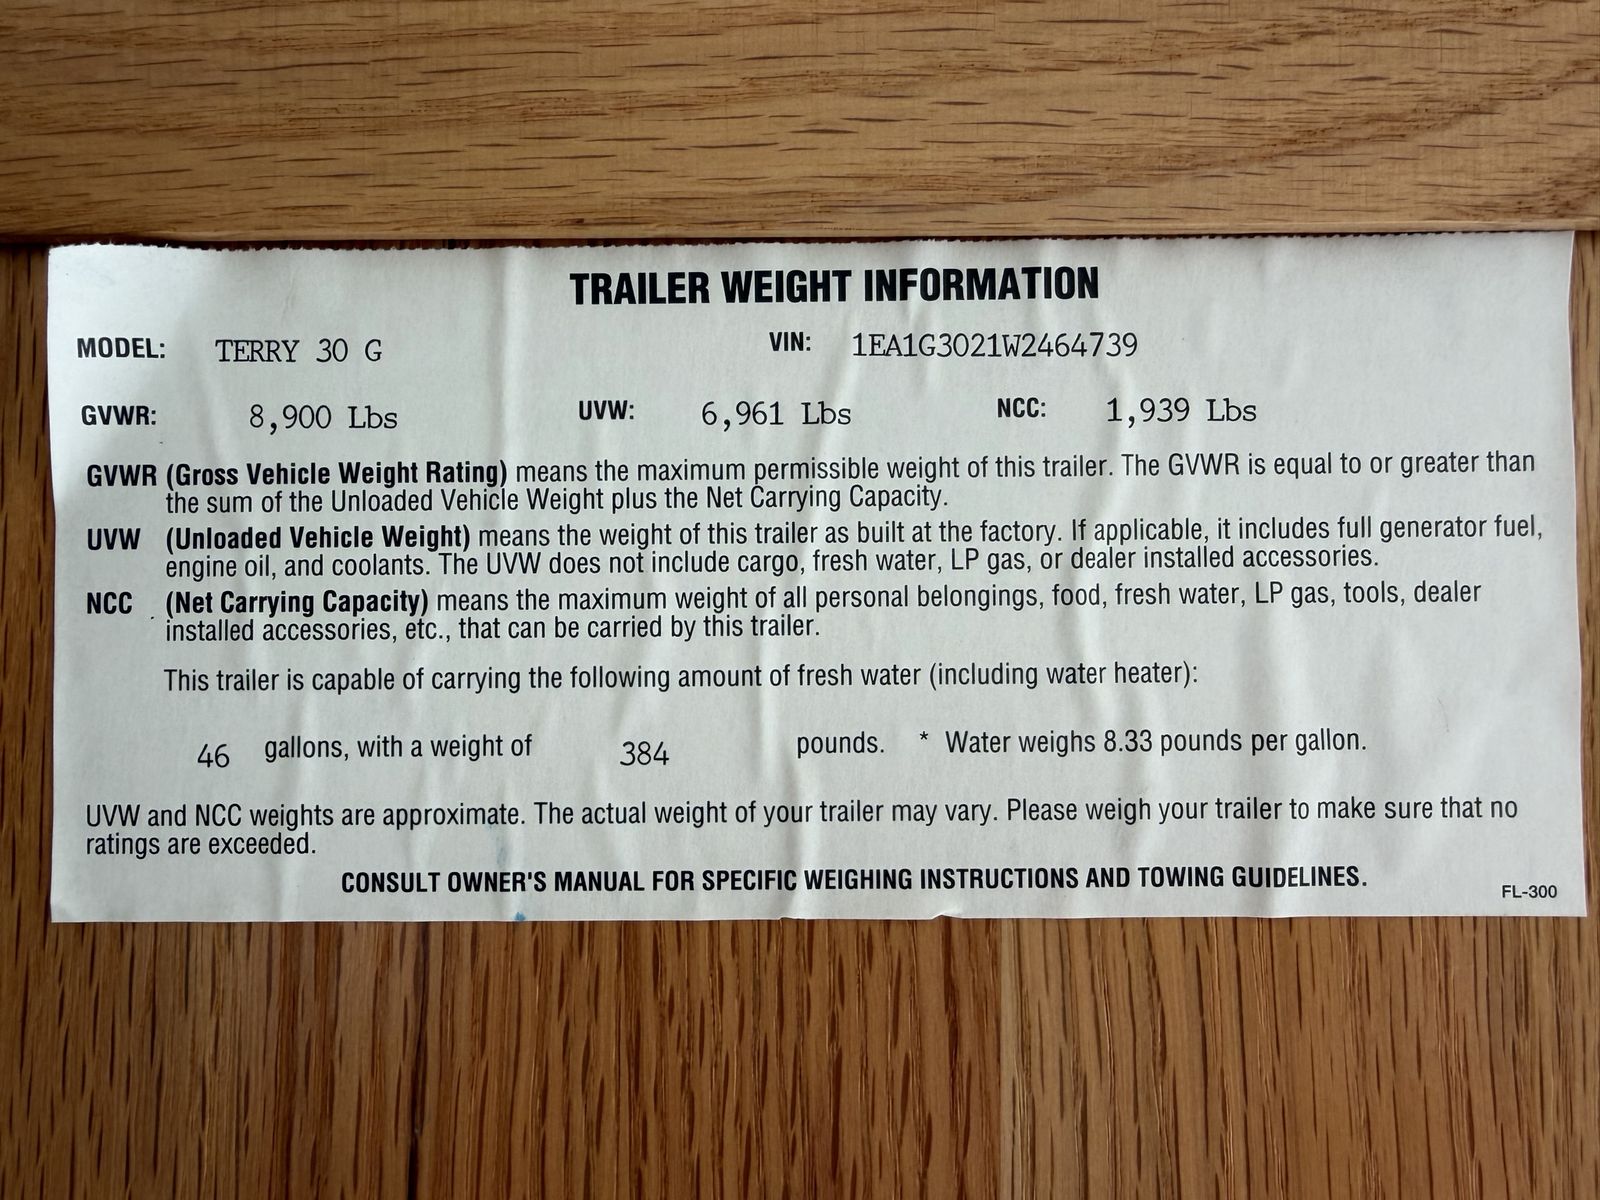 TRAILER WEIGHT INFORMATION
MODEL: TERRY 30 G VIN: 1EA1G3021W2464739
GVWR: 8,900 Lbs UVW: 6,961 Lbs NCC: 1,939 Lbs
GVWR (Gross Vehicle Weight Rating) means the maximum permissible weight of this trailer. The GVWR is equal to or greater than
the sum of the Unloaded Vehicle Weight plus the Net Carrying Capacity.
UVW (Unloaded Vehicle Weight) means the weight of this trailer as built at the factory. If applicable, it includes full generator fuel,
engine oil, and coolants. The UVW does not include cargo, fresh water, LP gas, or dealer installed accessories.
NCC (Net Carrying Capacity) means the maximum weight of all personal belongings, food, fresh water, LP gas, tools, dealer
installed accessories, etc., that can be carried by this trailer.
This trailer is capable of carrying the following amount of fresh water (including water heater):
46 gallons, with a weight of 384 pounds. * Water weighs 8.33 pounds per gallon.
UVW and NCC weights are approximate. The actual weight of your trailer may vary. Please weigh your trailer to make sure that no
ratings are exceeded.
CONSULT OWNER'S MANUAL FOR SPECIFIC WEIGHING INSTRUCTIONS AND TOWING GUIDELINES.
FL-300